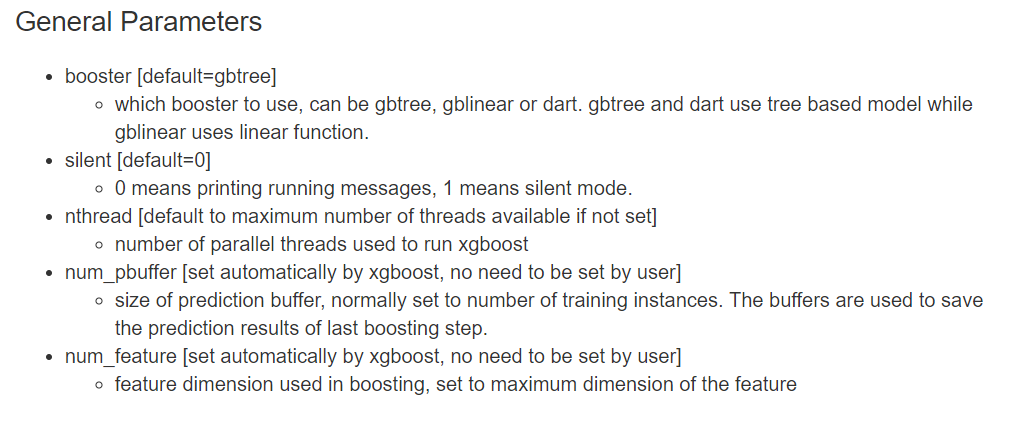 General Parameters
• booster [default=gbtree]
◦ which booster to use, can be gbtree, gblinear or dart. gbtree and dart use tree based model while
gblinear uses linear function.
• silent [default=0]
◦ 0 means printing running messages, 1 means silent mode.
• nthread [default to maximum number of threads available if not set]
◦ number of parallel threads used to run xgboost
• num_pbuffer [set automatically by xgboost, no need to be set by user]
◦ size of prediction buffer, normally set to number of training instances. The buffers are used to save
the prediction results of last boosting step.
• num_feature [set automatically by xgboost, no need to be set by user]
◦ feature dimension used in boosting, set to maximum dimension of the feature